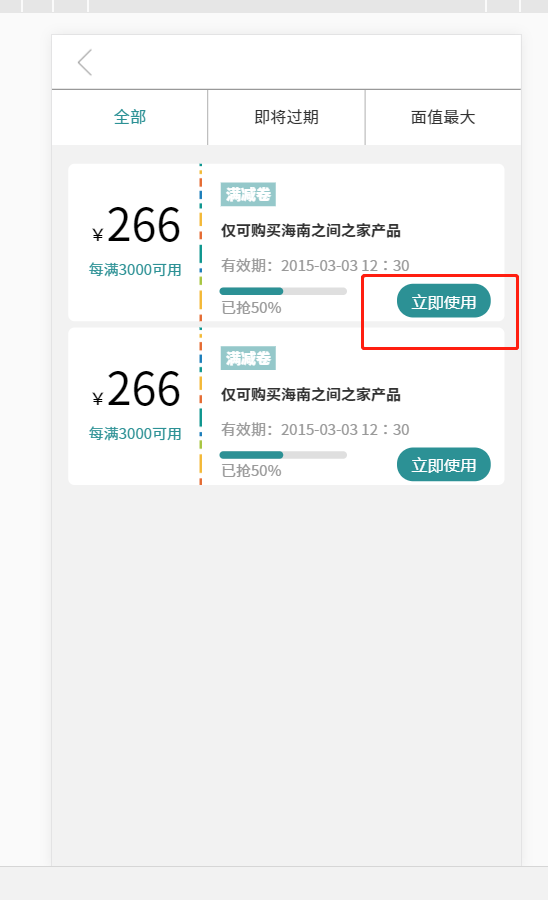 全部 即将过期 面值最大
满减卷
¥266
仅可购买海南之间之家产品
每满3000可用
有效期：2015-03-03 12：30
已抢50%
立即使用
满减卷
¥266
仅可购买海南之间之家产品
每满3000可用
有效期：2015-03-03 12：30
已抢50%
立即使用